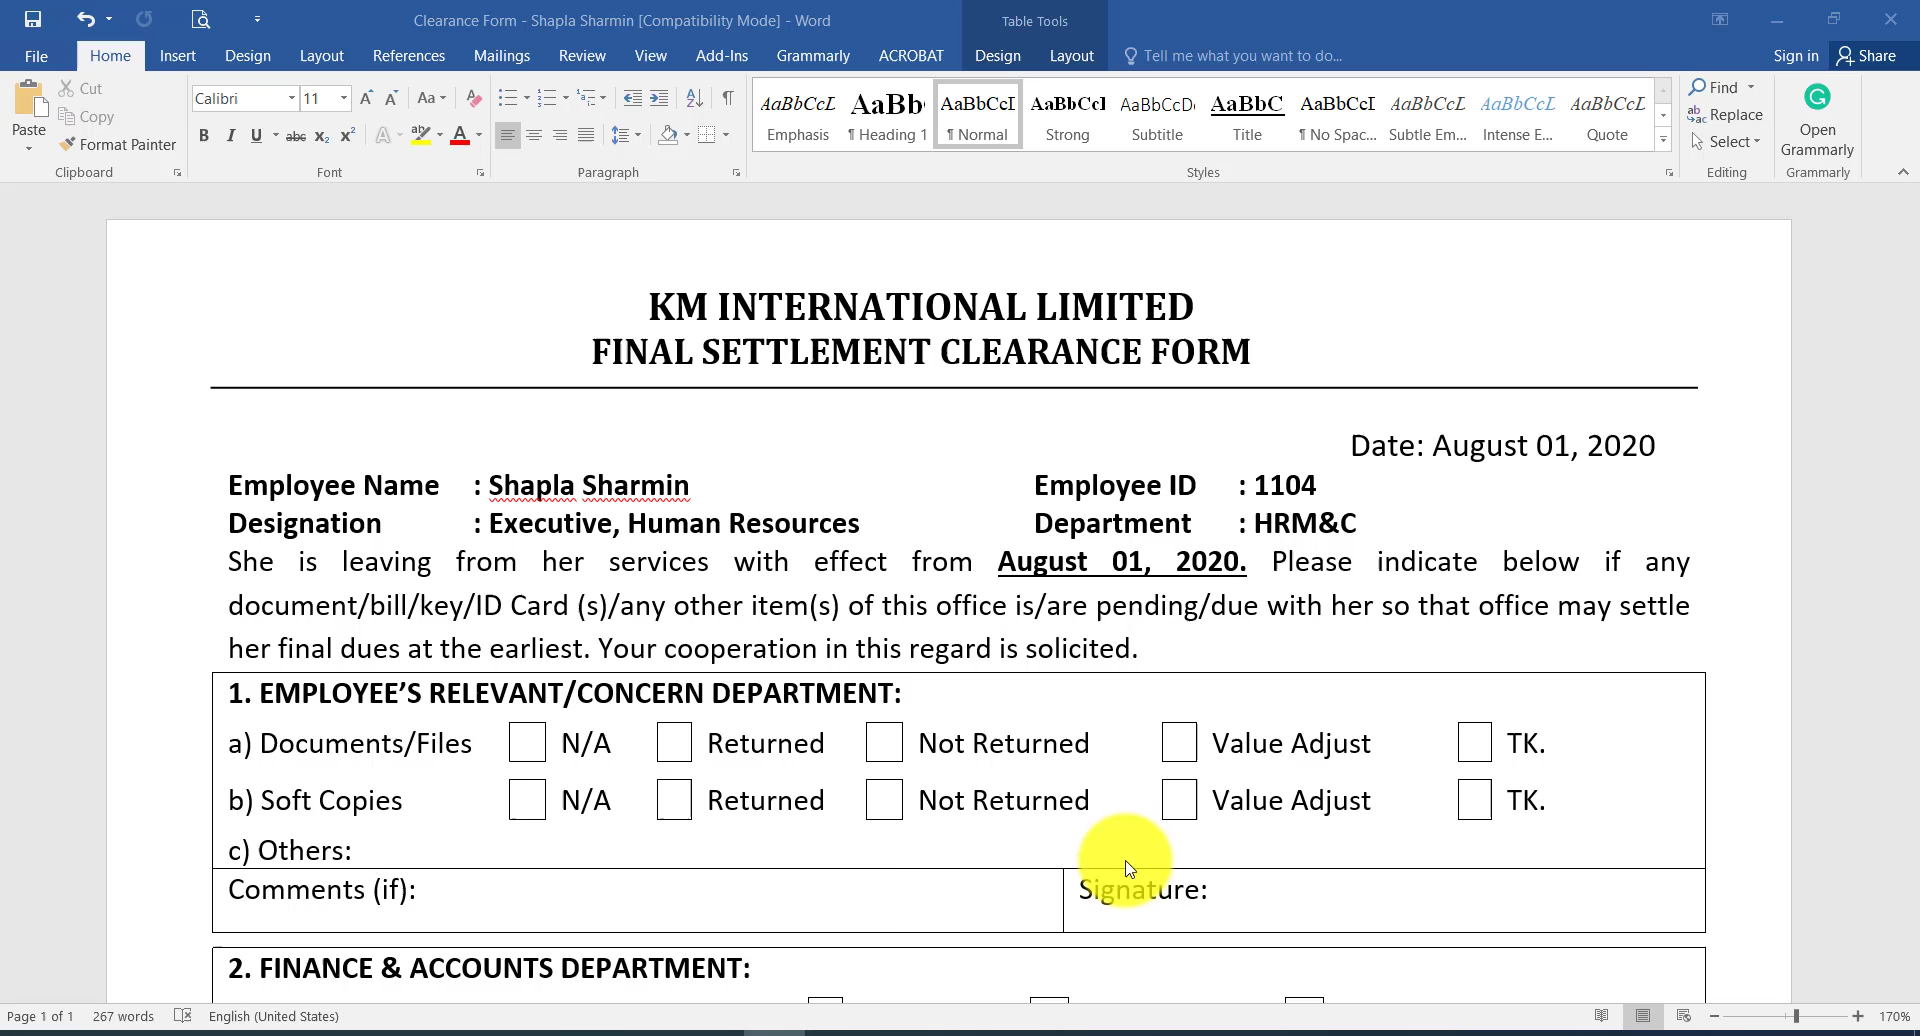 Clearance Form - Shapla Sharmin [Compatibility Mode] - Word
Table Tools
File Home Insert Design Layout References Mailings Review View Add-Ins Grammarly ACROBAT Design Layout Tell me what you want to do... Sign in Share
Paste
Cut
Copy
Format Painter
Clipboard
Calibri 11
Font
Paragraph
AaBbCcL AaBb AaBbCcI AaBbCcI AaBbCcD AaBbC AaBbCcI AaBbCcL AaBbCcL AaBbCcL
Emphasis ¶ Heading 1 ¶ Normal Strong Subtitle Title ¶ No Spac... Subtle Em... Intense E... Quote
Styles
Find
Replace
Select
Editing
Open
Grammarly
Grammarly
KM INTERNATIONAL LIMITED
FINAL SETTLEMENT CLEARANCE FORM
Date: August 01, 2020
Employee Name : Shapla Sharmin Employee ID : 1104
Designation : Executive, Human Resources Department : HRM&C
She is leaving from her services with effect from August 01, 2020. Please indicate below if any
document/bill/key/ID Card (s)/any other item(s) of this office is/are pending/due with her so that office may settle
her final dues at the earliest. Your cooperation in this regard is solicited.
1. EMPLOYEE’S RELEVANT/CONCERN DEPARTMENT:
a) Documents/Files N/A Returned Not Returned Value Adjust TK.
b) Soft Copies N/A Returned Not Returned Value Adjust TK.
c) Others:
Comments (if): Signature:
2. FINANCE & ACCOUNTS DEPARTMENT:
Page 1 of 1 267 words English (United States) 170%